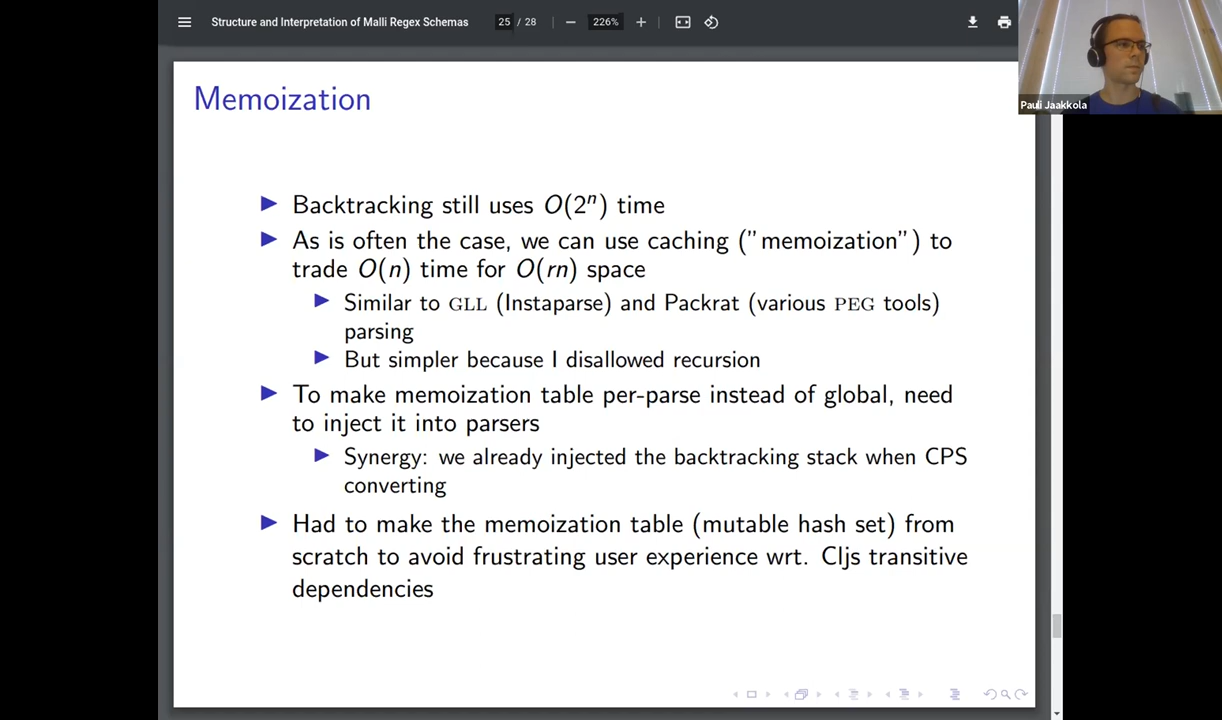 Structure and Interpretation of Malli Regex Schemas
25 / 28
226%
Pauli Jaakkola
Memoization
Backtracking still uses O(2ⁿ) time
As is often the case, we can use caching (”memoization”) to
trade O(n) time for O(rn) space
Similar to GLL (Instaparse) and Packrat (various PEG tools)
parsing
But simpler because I disallowed recursion
To make memoization table per-parse instead of global, need
to inject it into parsers
Synergy: we already injected the backtracking stack when CPS
converting
Had to make the memoization table (mutable hash set) from
scratch to avoid frustrating user experience wrt. Cljs transitive
dependencies